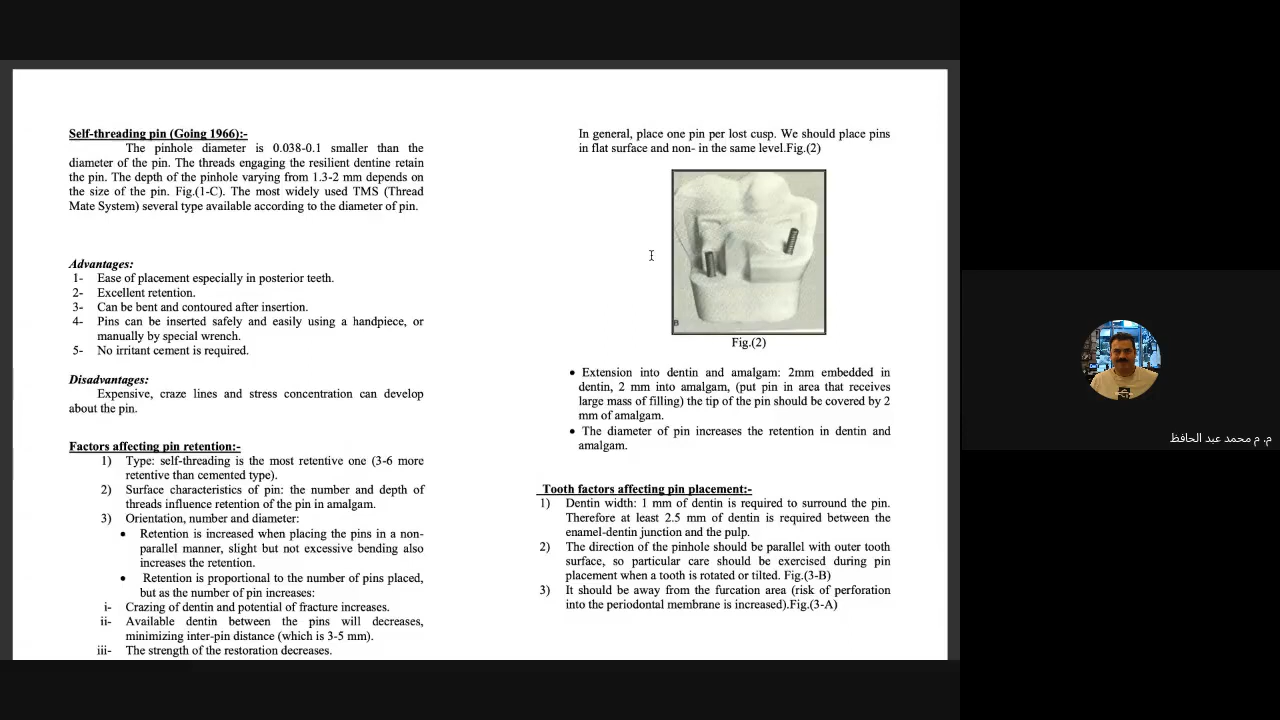 Self-threading pin (Going 1966):-
The pinhole diameter is 0.038-0.1 smaller than the
diameter of the pin. The threads engaging the resilient dentine retain
the pin. The depth of the pinhole varying from 1.3-2 mm depends on
the size of the pin. Fig.(1-C). The most widely used TMS (Thread
Mate System) several type available according to the diameter of pin.
Advantages:
1- Ease of placement especially in posterior teeth.
2- Excellent retention.
3- Can be bent and contoured after insertion.
4- Pins can be inserted safely and easily using a handpiece, or
manually by special wrench.
5- No irritant cement is required.
Disadvantages:
Expensive, craze lines and stress concentration can develop
about the pin.
Factors affecting pin retention:-
1) Type: self-threading is the most retentive one (3-6 more
retentive than cemented type).
2) Surface characteristics of pin: the number and depth of
threads influence retention of the pin in amalgam.
3) Orientation, number and diameter:
• Retention is increased when placing the pins in a non-
parallel manner, slight but not excessive bending also
increases the retention.
• Retention is proportional to the number of pins placed,
but as the number of pin increases:
i- Crazing of dentin and potential of fracture increases.
ii- Available dentin between the pins will decreases,
minimizing inter-pin distance (which is 3-5 mm).
iii- The strength of the restoration decreases.
In general, place one pin per lost cusp. We should place pins
in flat surface and non- in the same level.Fig.(2)
B
Fig.(2)
• Extension into dentin and amalgam: 2mm embedded in
dentin, 2 mm into amalgam, (put pin in area that receives
large mass of filling) the tip of the pin should be covered by 2
mm of amalgam.
• The diameter of pin increases the retention in dentin and
amalgam.
Tooth factors affecting pin placement:-
1) Dentin width: 1 mm of dentin is required to surround the pin.
Therefore at least 2.5 mm of dentin is required between the
enamel-dentin junction and the pulp.
2) The direction of the pinhole should be parallel with outer tooth
surface, so particular care should be exercised during pin
placement when a tooth is rotated or tilted. Fig.(3-B)
3) It should be away from the furcation area (risk of perforation
into the periodontal membrane is increased).Fig.(3-A)
م. م محمد عبد الحافظ